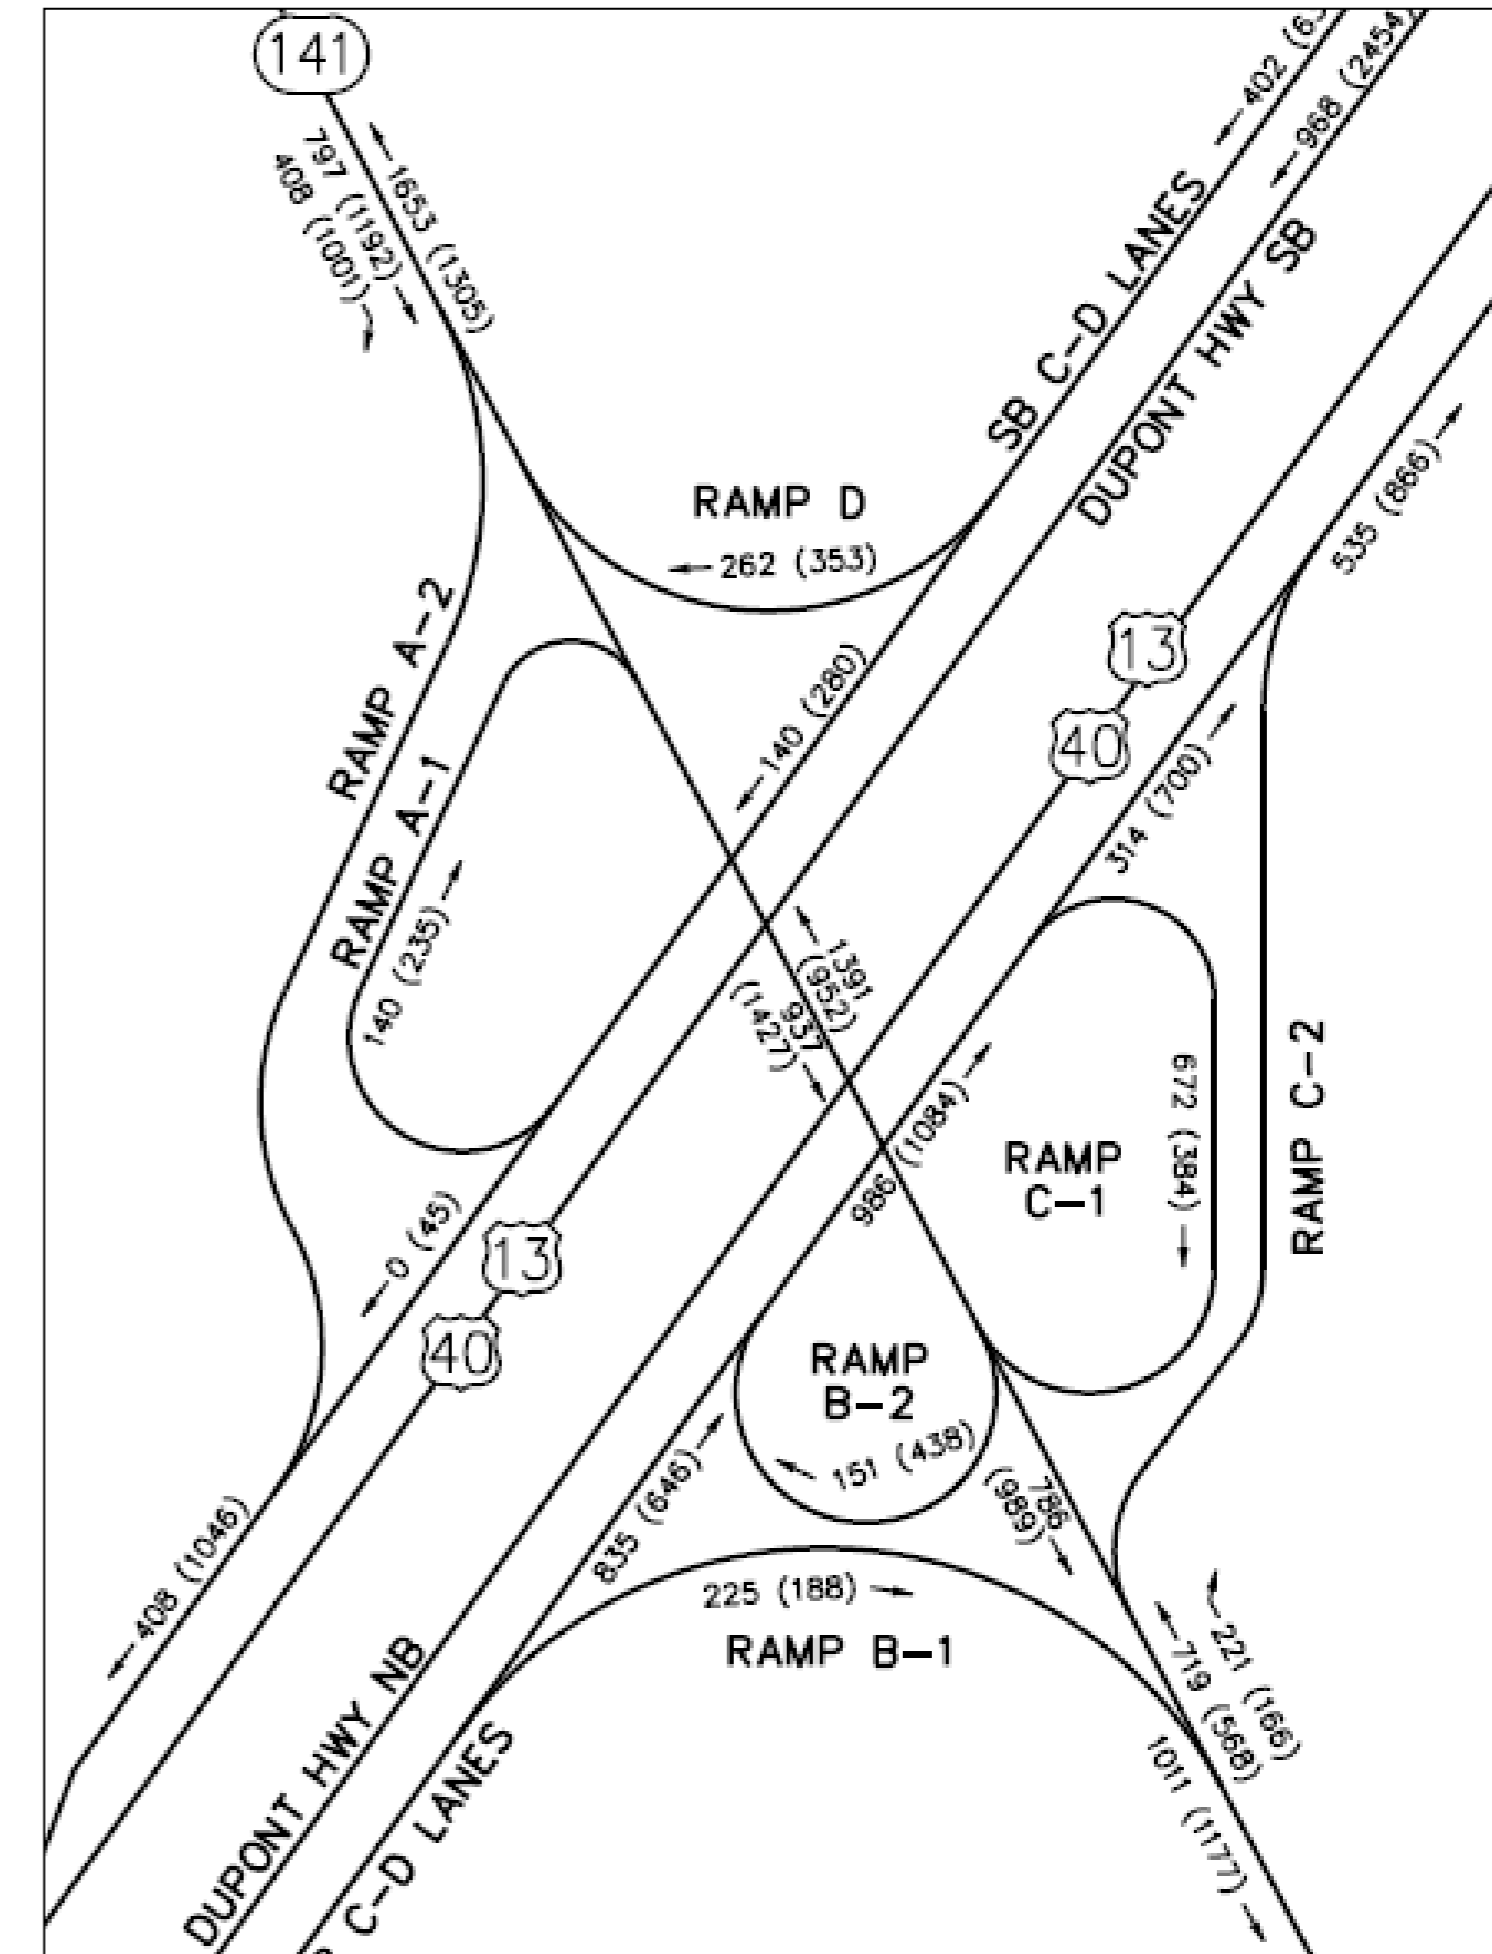 141
797 (1192)
408 (1001)
1653 (1305)
402
968 (2454
SB C-D LANES
DUPONT HWY SB
RAMP D
262 (353)
535 (866)
RAMP A-2
RAMP A-1
140 (235)
140 (280)
13
40
314 (700)
1391
(952)
937
(1427)
986 (1084)
672 (384)
RAMP
C-1
RAMP C-2
0 (45)
13
40
RAMP
B-2
151 (438)
786
(989)
835 (646)
408 (1046)
225 (188)
RAMP B-1
221 (166)
719 (568)
1011 (1177)
DUPONT HWY NB
C-D LANES